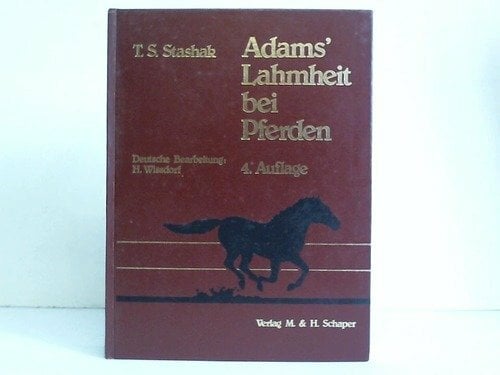 T. S. Stashak
Adams'
Lahmheit
bei
Pferden
Deutsche Bearbeitung:
H. Wissdorf
4. Auflage
Verlag M. & H. Schaper